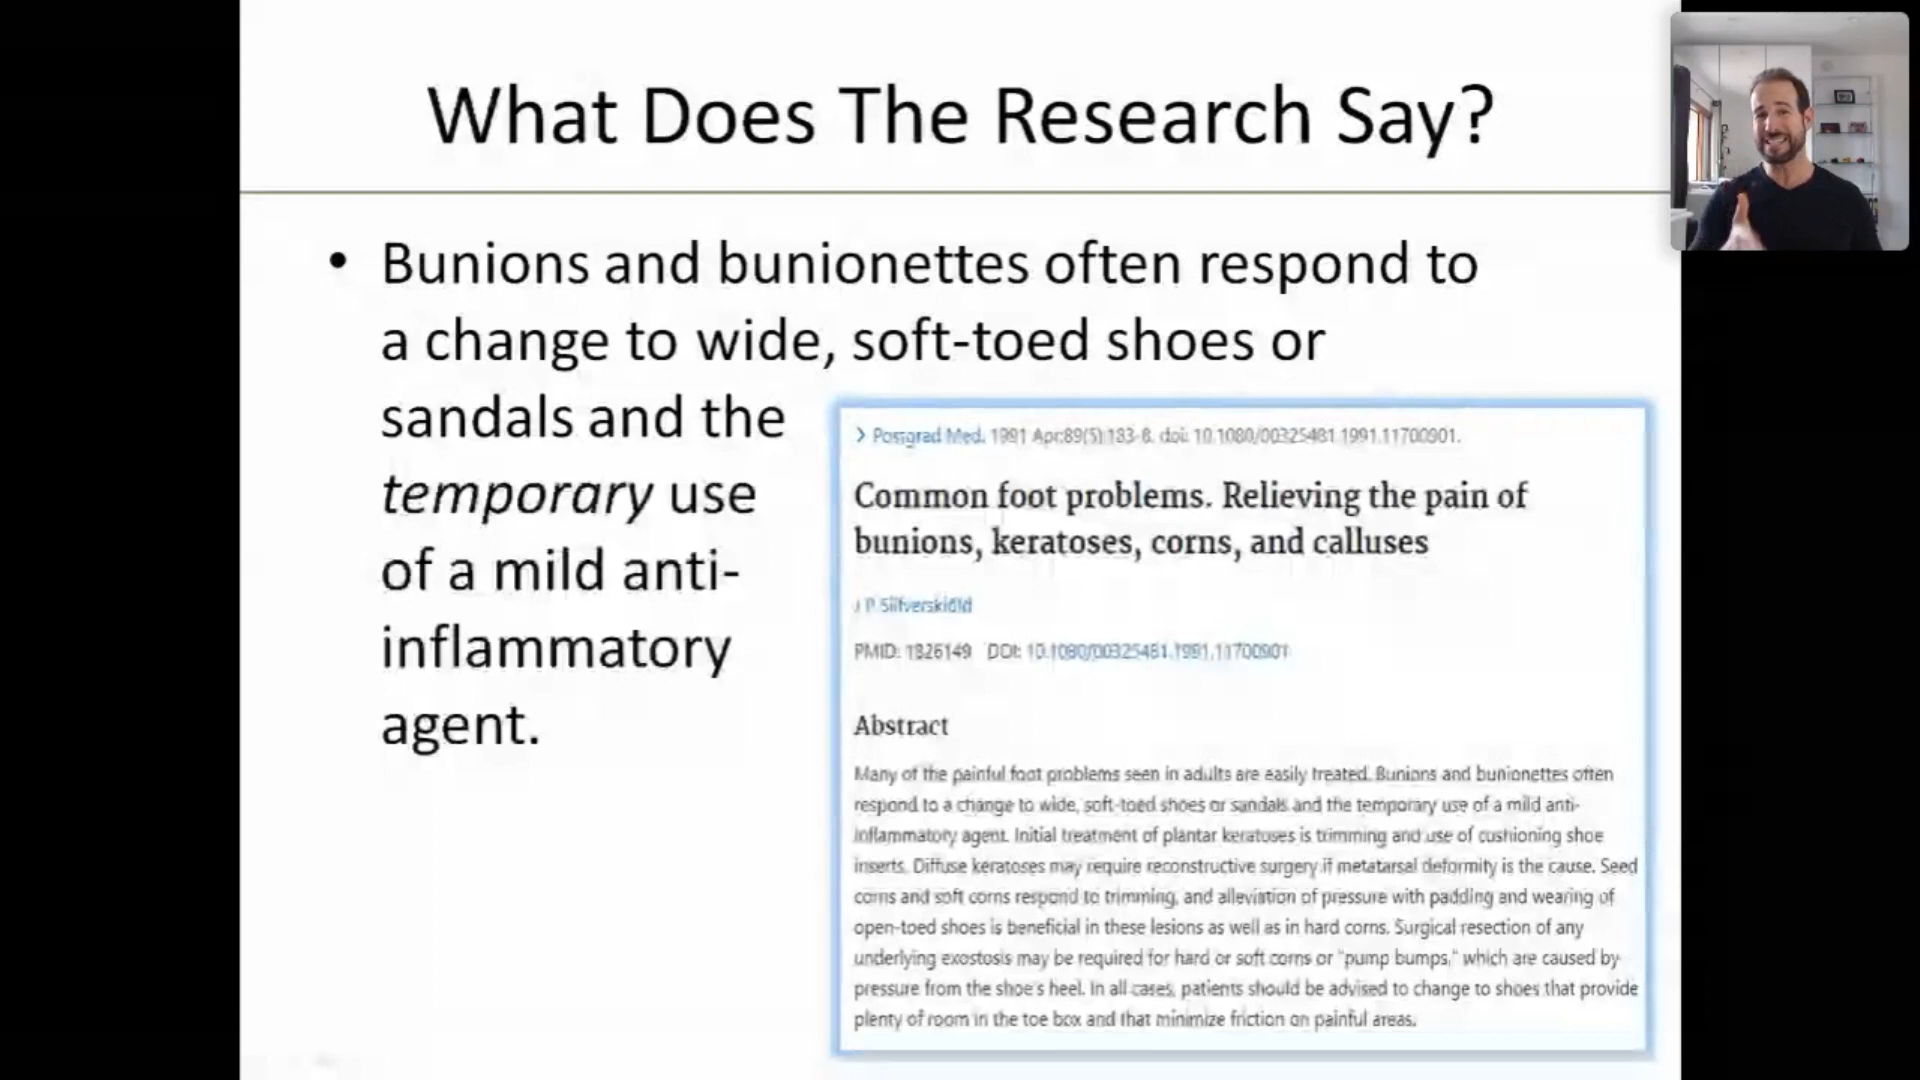 What Does The Research Say?
• Bunions and bunionettes often respond to
a change to wide, soft-toed shoes or
sandals and the
temporary use
of a mild anti-
inflammatory
agent.
> Postgrad Med. 1991 Apr;89(5):183-8. doi: 10.1080/00325481.1991.11700901.
Common foot problems. Relieving the pain of
bunions, keratoses, corns, and calluses
J P Silfverskiöld
PMID: 1826149 DOI: 10.1080/00325481.1991.11700901
Abstract
Many of the painful foot problems seen in adults are easily treated. Bunions and bunionettes often
respond to a change to wide, soft-toed shoes or sandals and the temporary use of a mild anti-
inflammatory agent. Initial treatment of plantar keratoses is trimming and use of cushioning shoe
inserts. Diffuse keratoses may require reconstructive surgery if metatarsal deformity is the cause. Seed
corns and soft corns respond to trimming, and alleviation of pressure with padding and wearing of
open-toed shoes is beneficial in these lesions as well as in hard corns. Surgical resection of any
underlying exostosis may be required for hard or soft corns or "pump bumps," which are caused by
pressure from the shoe's heel. In all cases, patients should be advised to change to shoes that provide
plenty of room in the toe box and that minimize friction on painful areas.